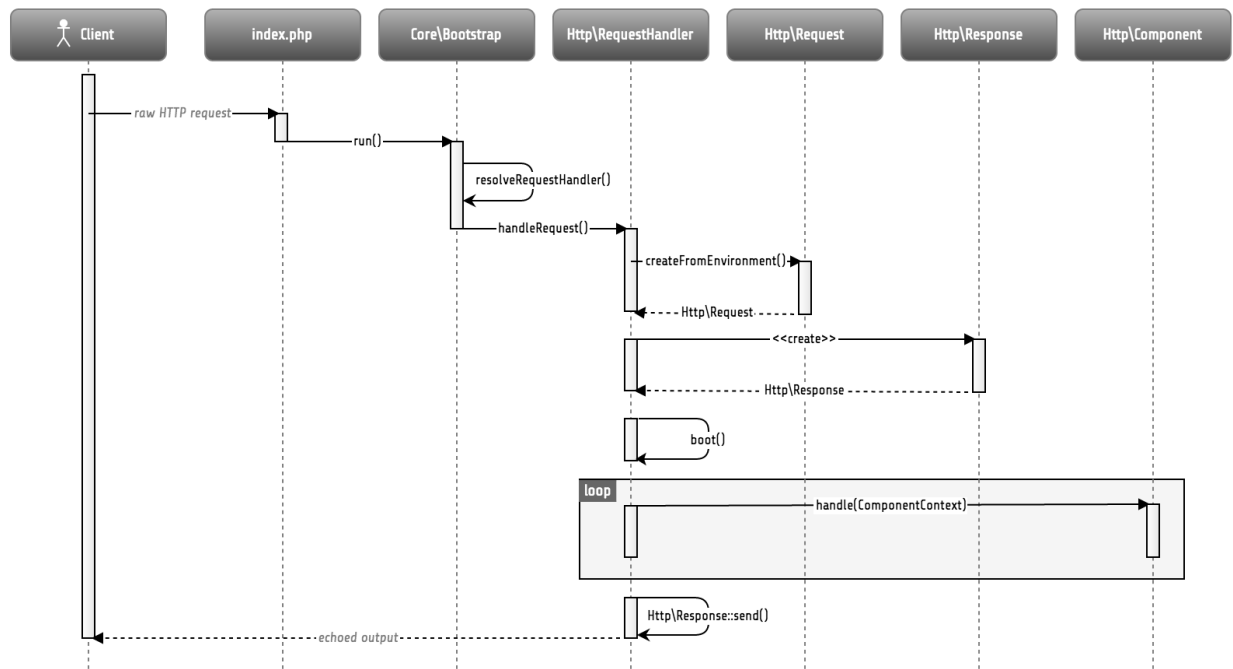 Client
index.php
Core\Bootstrap
Http\RequestHandler
Http\Request
Http\Response
Http\Component
raw HTTP request
run()
resolveRequestHandler()
handleRequest()
createFromEnvironment()
Http\Request
<<create>>
Http\Response
boot()
loop
handle(ComponentContext)
Http\Response::send()
echoed output